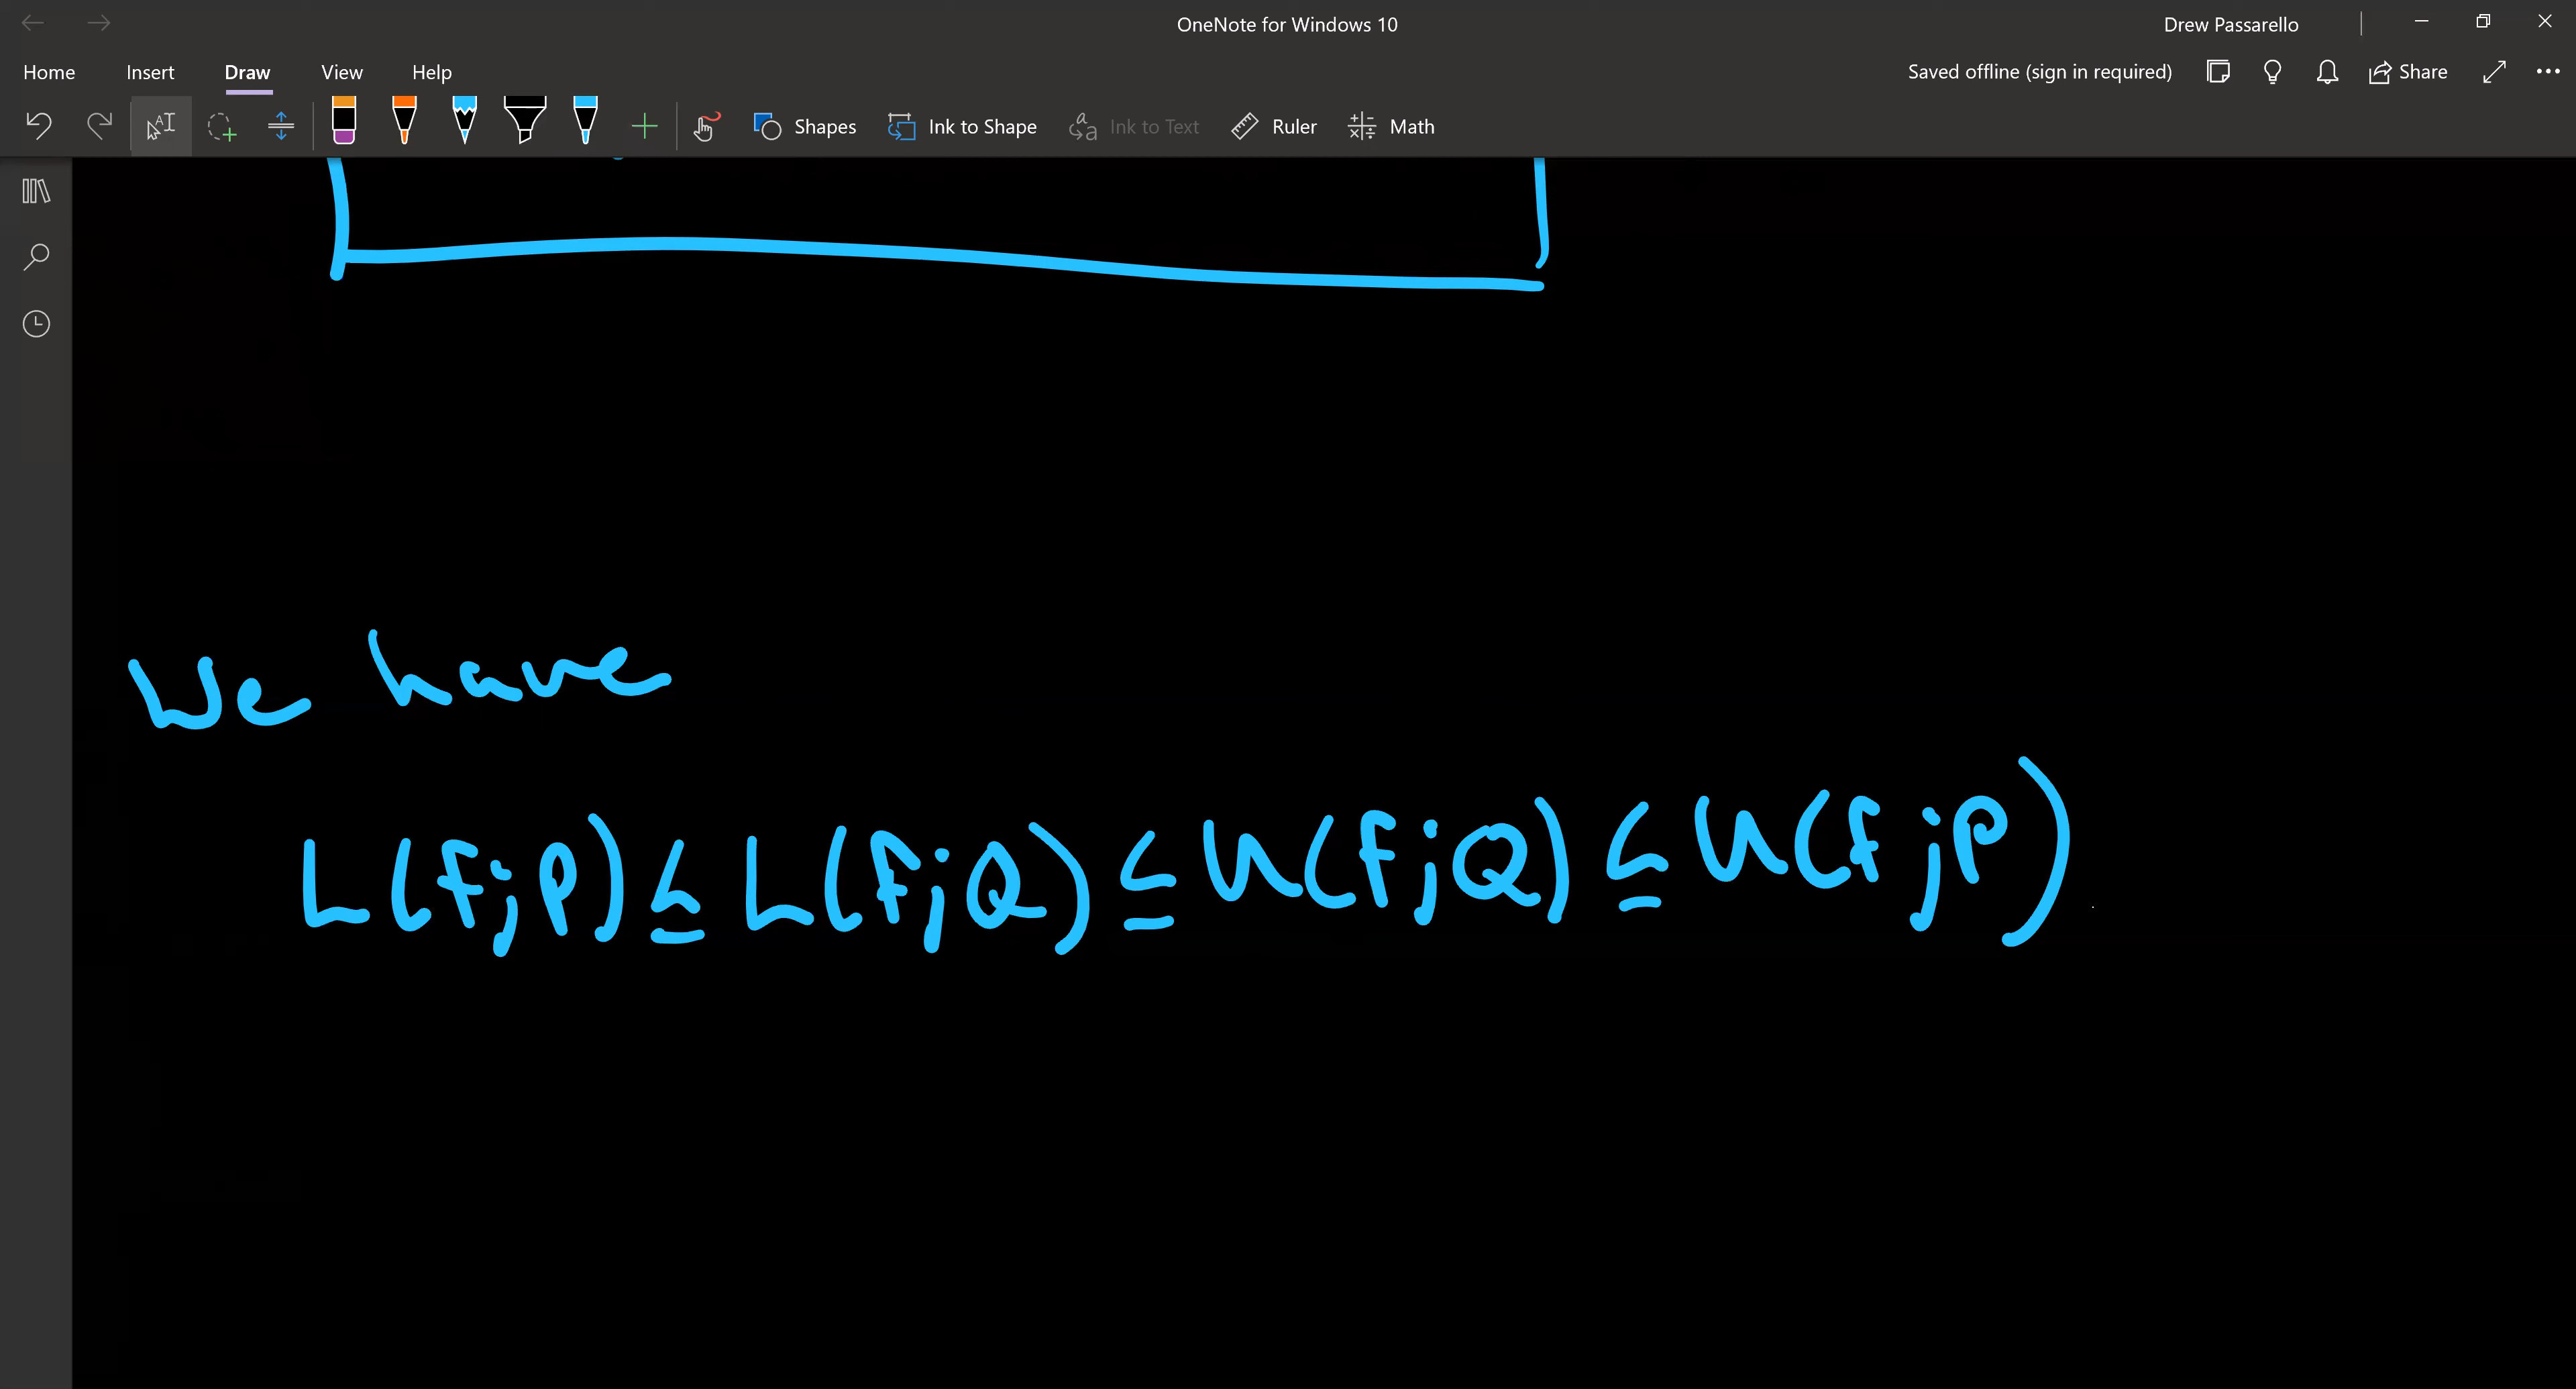 OneNote for Windows 10
Drew Passarello
Home Insert Draw View Help
Saved offline (sign in required) Share
Shapes Ink to Shape Ink to Text Ruler Math
We have
L(f;P) ≤ L(f;Q) ≤ U(f;Q) ≤ U(f;P)